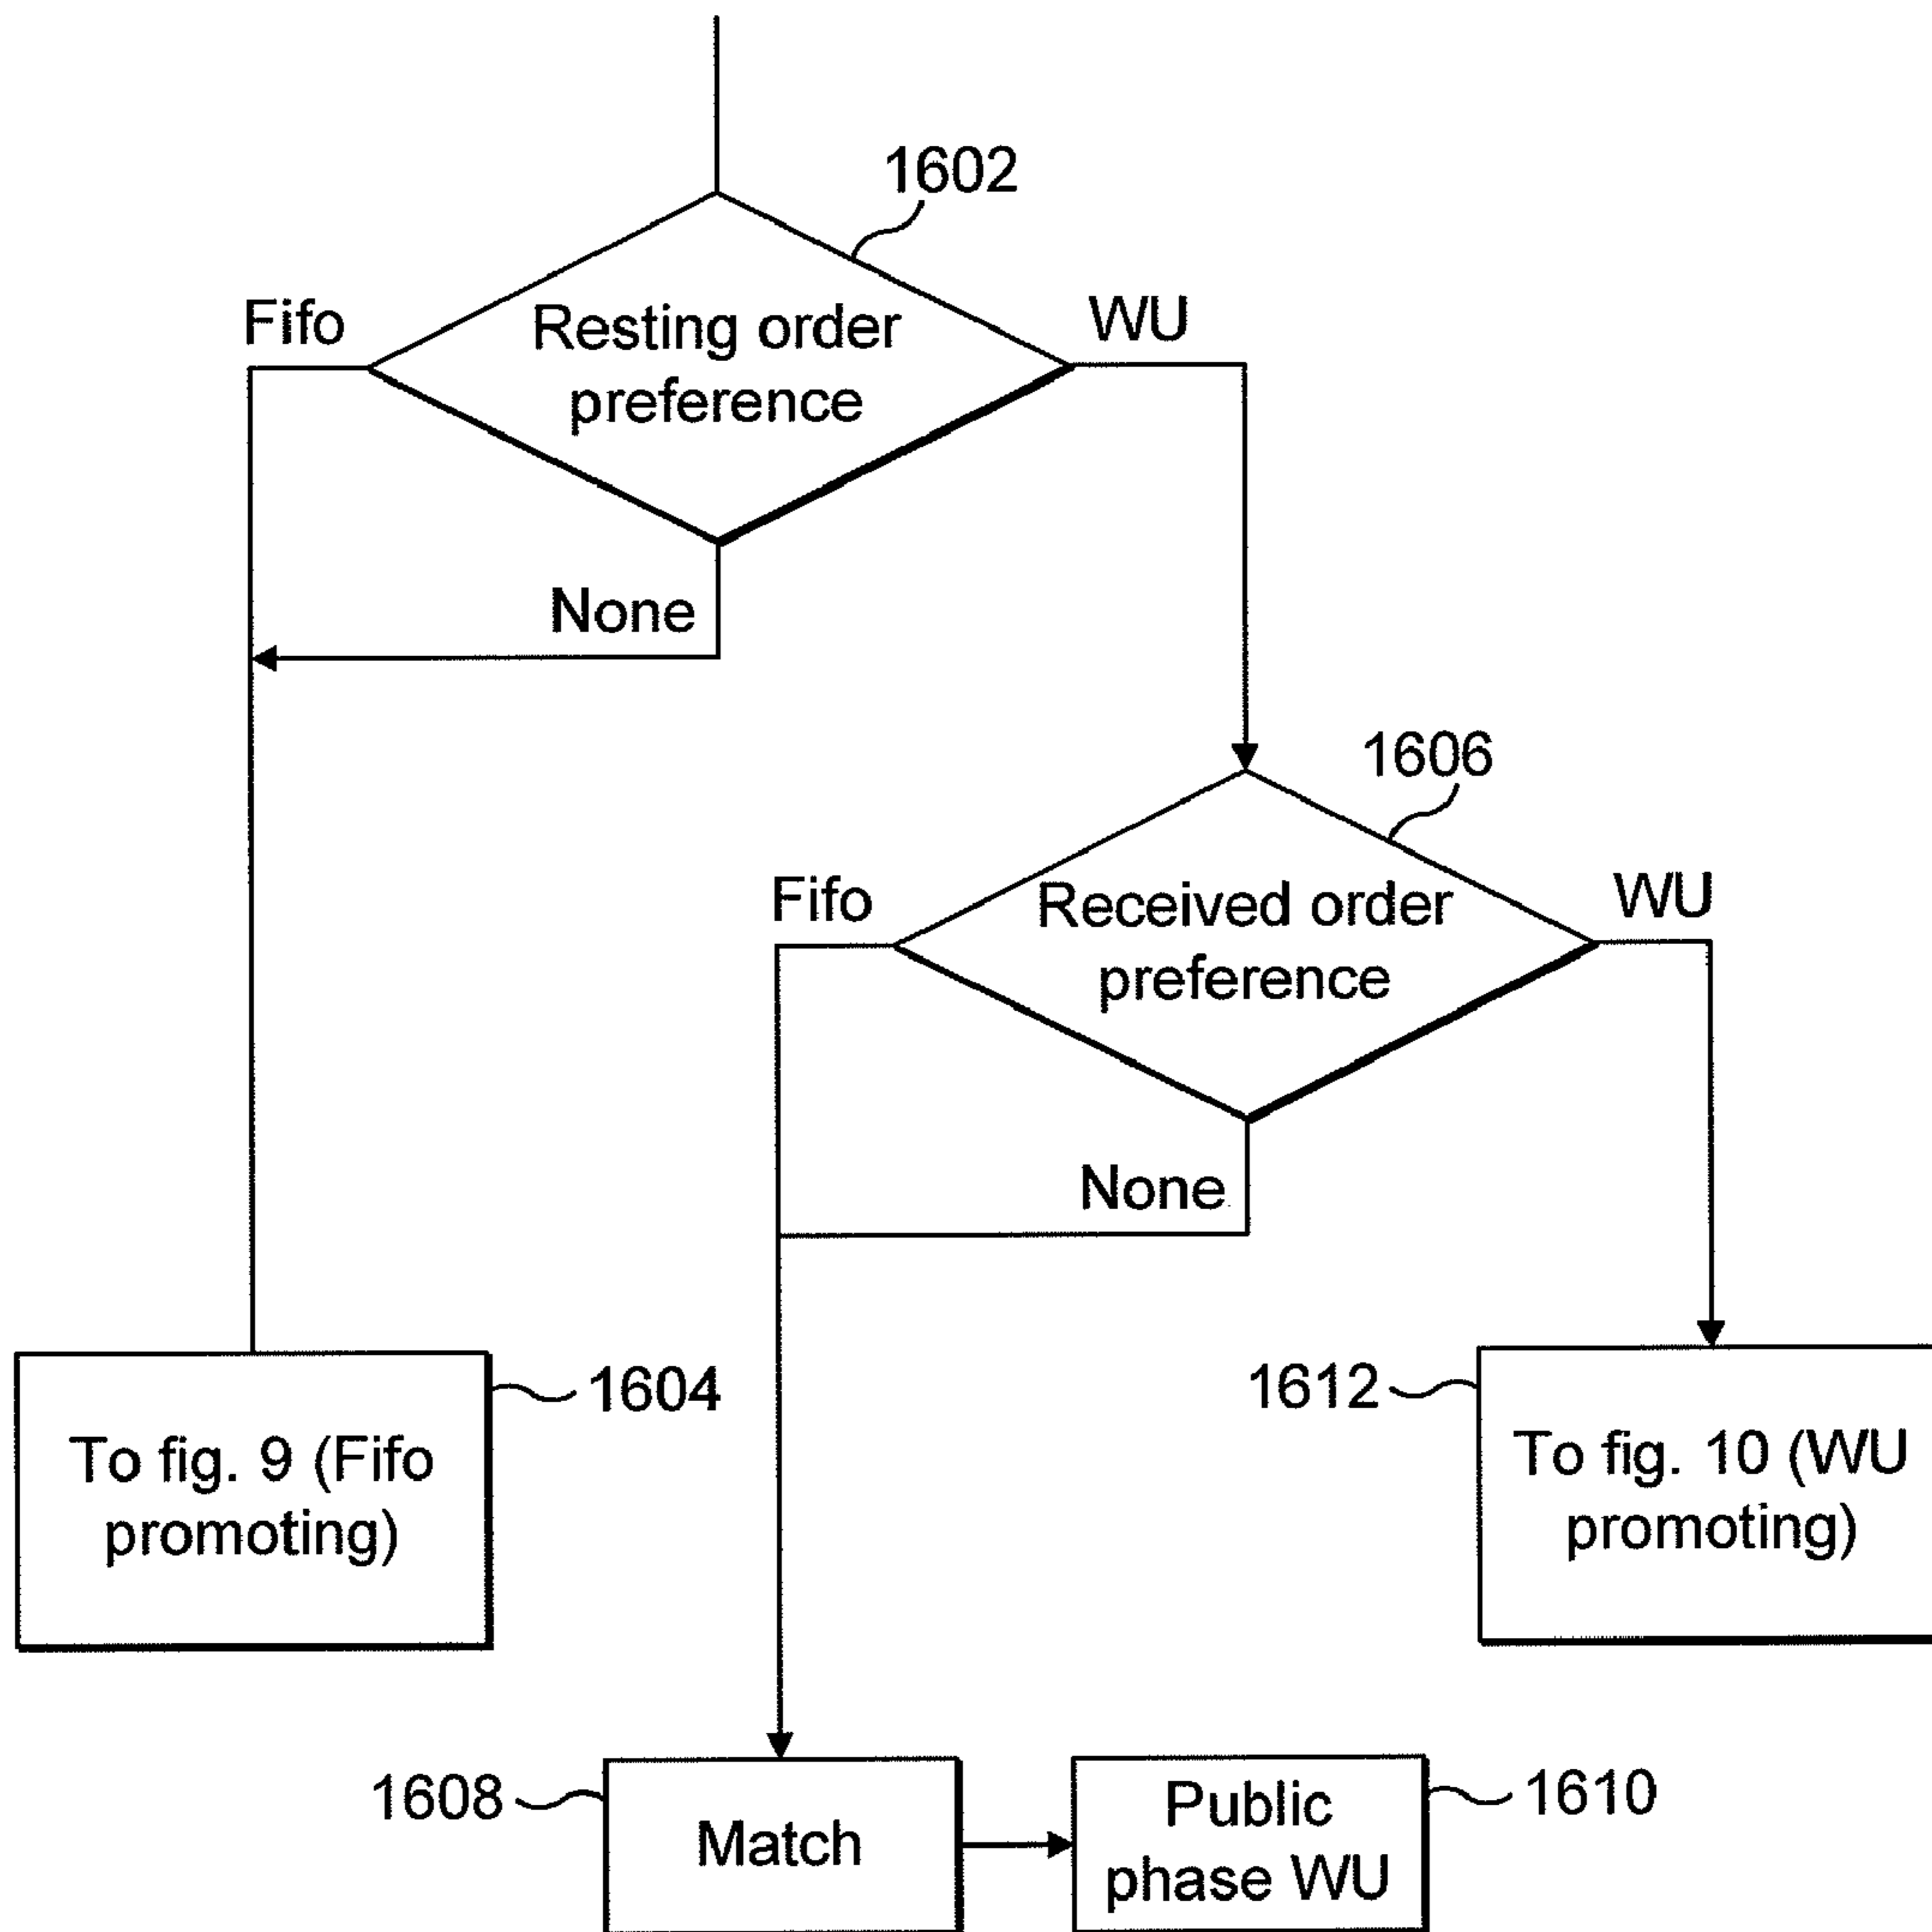 1602
Fifo
Resting order
preference
WU
None
1606
Fifo
Received order
preference
WU
None
1604
To fig. 9 (Fifo
promoting)
1612
To fig. 10 (WU
promoting)
1608
Match
Public
phase WU
1610